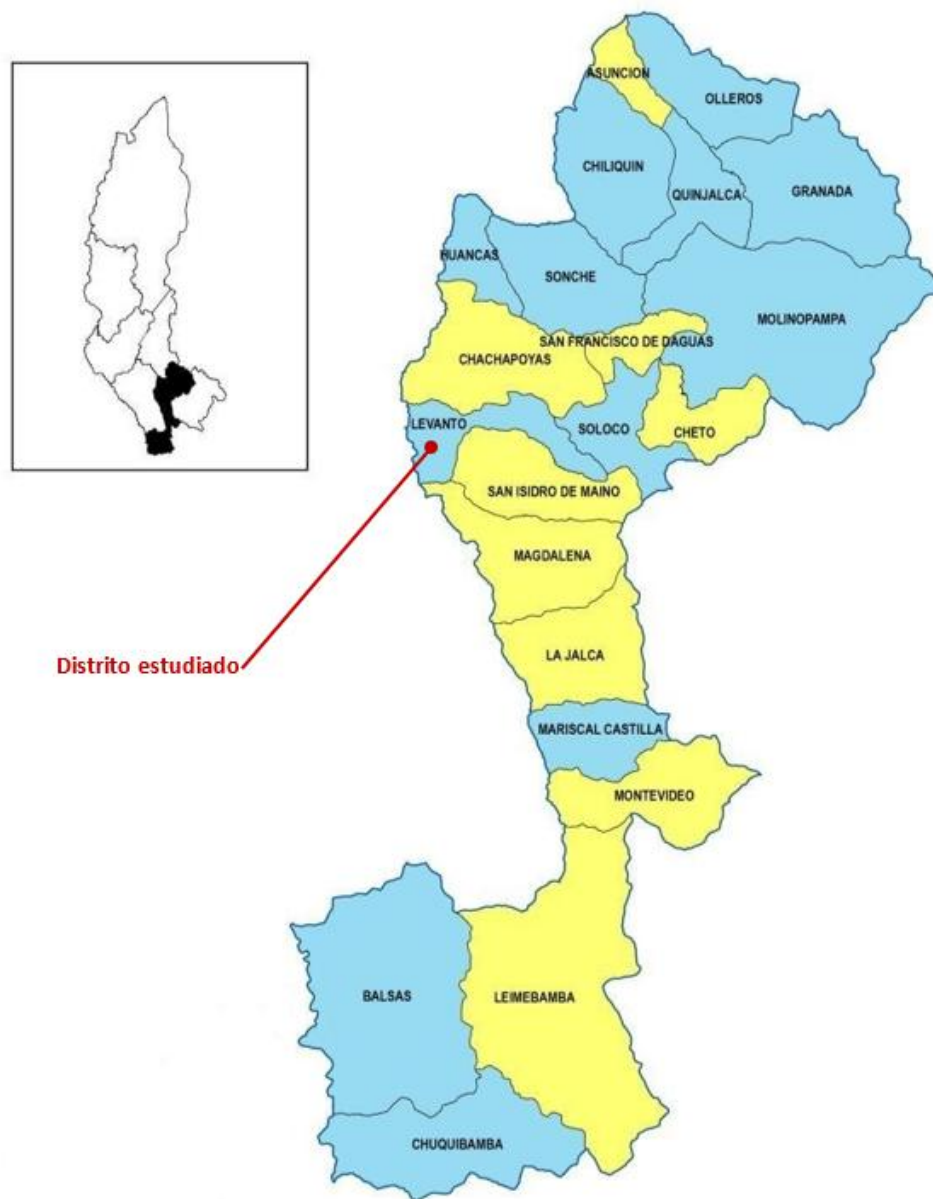 ASUNCION
OLLEROS
CHILIQUIN
QUINJALCA
GRANADA
HUANCAS
SONCHE
MOLINOPAMPA
SAN FRANCISCO DE DAGUAS
CHACHAPOYAS
LEVANTO
SOLOCO
CHETO
SAN ISIDRO DE MAINO
MAGDALENA
Distrito estudiado
LA JALCA
MARISCAL CASTILLA
MONTEVIDEO
BALSAS
LEIMEBAMBA
CHUQUIBAMBA